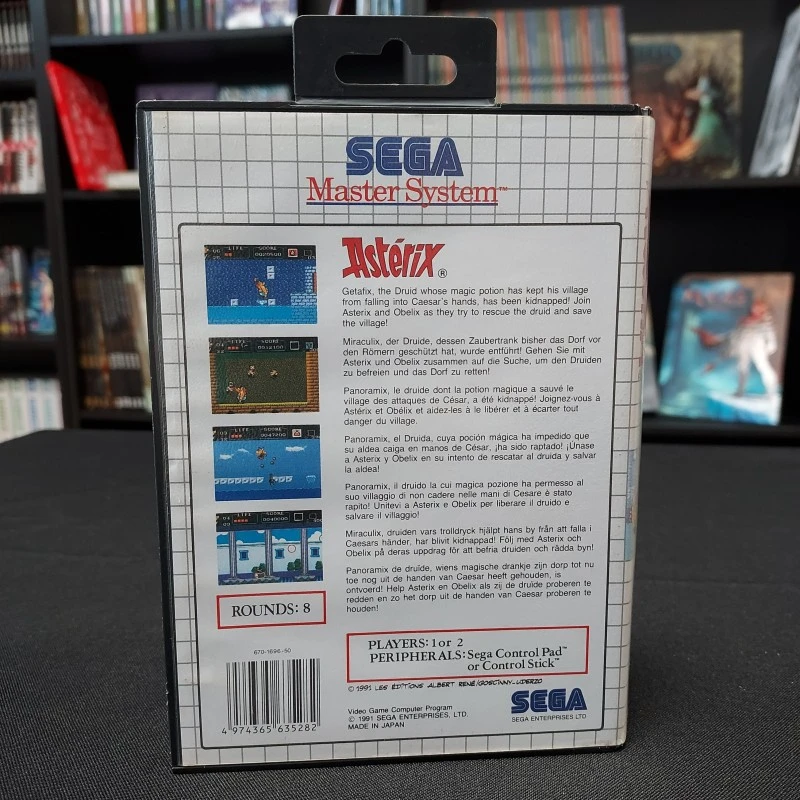 SEGA
SEGA
Master System™
Astérix®
Getafix, the Druid whose magic potion has kept his village
from falling into Caesar's hands, has been kidnapped! Join
Asterix and Obelix as they try to rescue the druid and save
the village!
Miraculix, der Druide, dessen Zaubertrank bisher das Dorf vor
den Römern geschützt hat, wurde entführt! Gehen Sie mit
Asterix und Obelix zusammen auf die Suche, um den Druiden
zu befreien und das Dorf zu retten!
Panoramix, le druide dont la potion magique a sauvé le
village des attaques de César, a été kidnappé! Joignez-vous à
Astérix et Obélix et aidez-les à le libérer et à écarter tout
danger du village.
Panoramix, el Druida, cuya poción mágica ha impedido que
su aldea caiga en manos de César, ¡ha sido raptado! ¡Unase
a Asterix y Obelix en su intento de rescatar al druida y salvar
la aldea!
Panoramix, il druido la cui magica pozione ha permesso al
suo villaggio di non cadere nelle mani di Cesare è stato
rapito! Unitevi a Asterix e Obelix per liberare il druido e
salvare il villaggio!
Miraculix, druiden vars trolldryck hjälpt hans by från att falla i
Caesars händer, har blivit kidnappad! Följ med Asterix och
Obelix på deras uppdrag för att befria druiden och rädda byn!
Panoramix de druïde, wiens magische drankje zijn dorp tot nu
toe nog uit de handen van Caesar heeft gehouden, is
ontvoerd! Help Asterix en Obelix als zij de druïde proberen te
redden en zo het dorp uit de handen van Caesar proberen te
houden!
ROUNDS: 8
PLAYERS: 1 or 2
PERIPHERALS: Sega Control Pad™
or Control Stick™
© 1991 LES ÉDITIONS ALBERT RENÉ/GOSCINNY-UDERZO
670-1696-50
4 974365 635282
Video Game Computer Program
© 1991 SEGA ENTERPRISES, LTD.
MADE IN JAPAN
SEGA
SEGA ENTERPRISES LTD